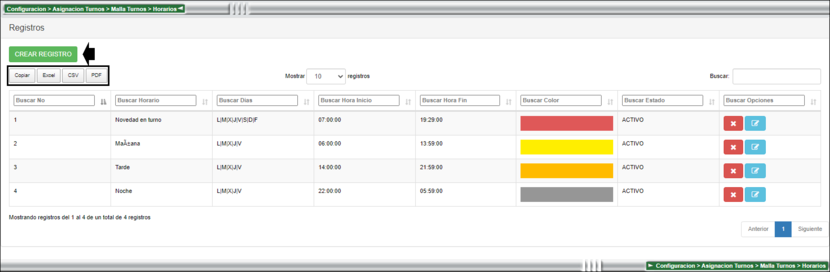 Configuracion > Asignacion Turnos > Malla Turnos > Horarios
Registros
CREAR REGISTRO
Copiar Excel CSV PDF
Mostrar 10 registros
Buscar:
Buscar No Buscar Horario Buscar Dias Buscar Hora Inicio Buscar Hora Fin Buscar Color Buscar Estado Buscar Opciones
1 Novedad en turno L|M|X|J|V|S|D|F 07:00:00 19:29:00 ACTIVO
2 MaÃ±ana L|M|X|J|V 06:00:00 13:59:00 ACTIVO
3 Tarde L|M|X|J|V 14:00:00 21:59:00 ACTIVO
4 Noche L|M|X|J|V 22:00:00 05:59:00 ACTIVO
Mostrando registros del 1 al 4 de un total de 4 registros
Anterior 1 Siguiente
Configuracion > Asignacion Turnos > Malla Turnos > Horarios